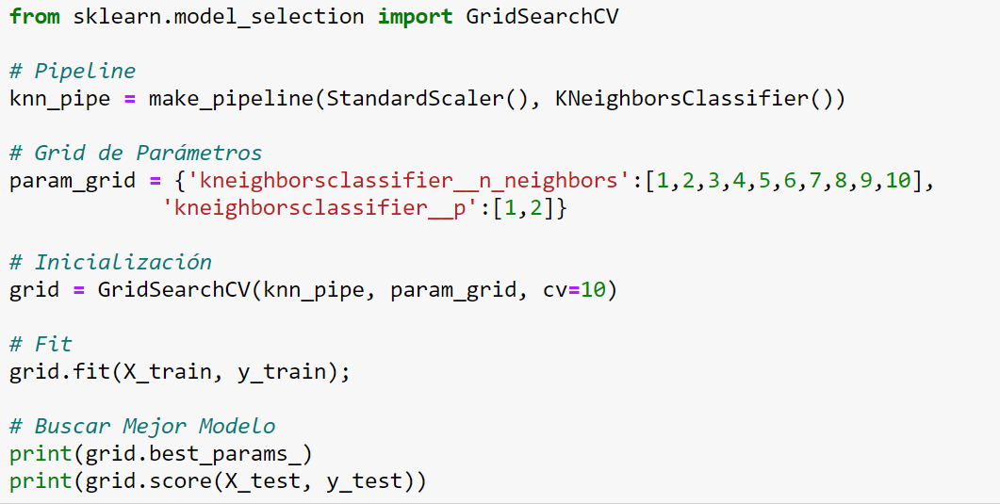 from sklearn.model_selection import GridSearchCV
# Pipeline
knn_pipe = make_pipeline(StandardScaler(), KNeighborsClassifier())
# Grid de Parámetros
param_grid = {'kneighborsclassifier__n_neighbors':[1,2,3,4,5,6,7,8,9,10],
'kneighborsclassifier__p':[1,2]}
# Inicialización
grid = GridSearchCV(knn_pipe, param_grid, cv=10)
# Fit
grid.fit(X_train, y_train);
# Buscar Mejor Modelo
print(grid.best_params_)
print(grid.score(X_test, y_test))